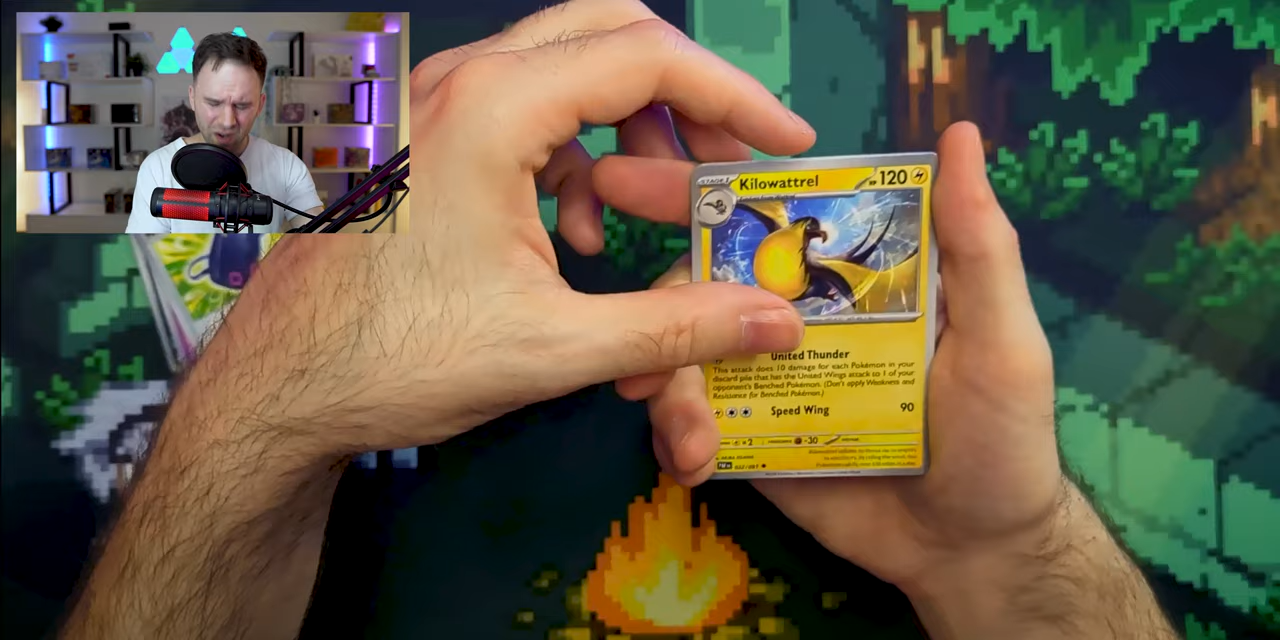 STAGE 1
Kilowattrel
HP 120
United Thunder
This attack does 10 damage for each Pokémon in your
discard pile that has the United Wings attack to 1 of your
opponent's Benched Pokémon. (Don't apply Weakness and
Resistance for Benched Pokémon.)
Speed Wing 90
×2 -30